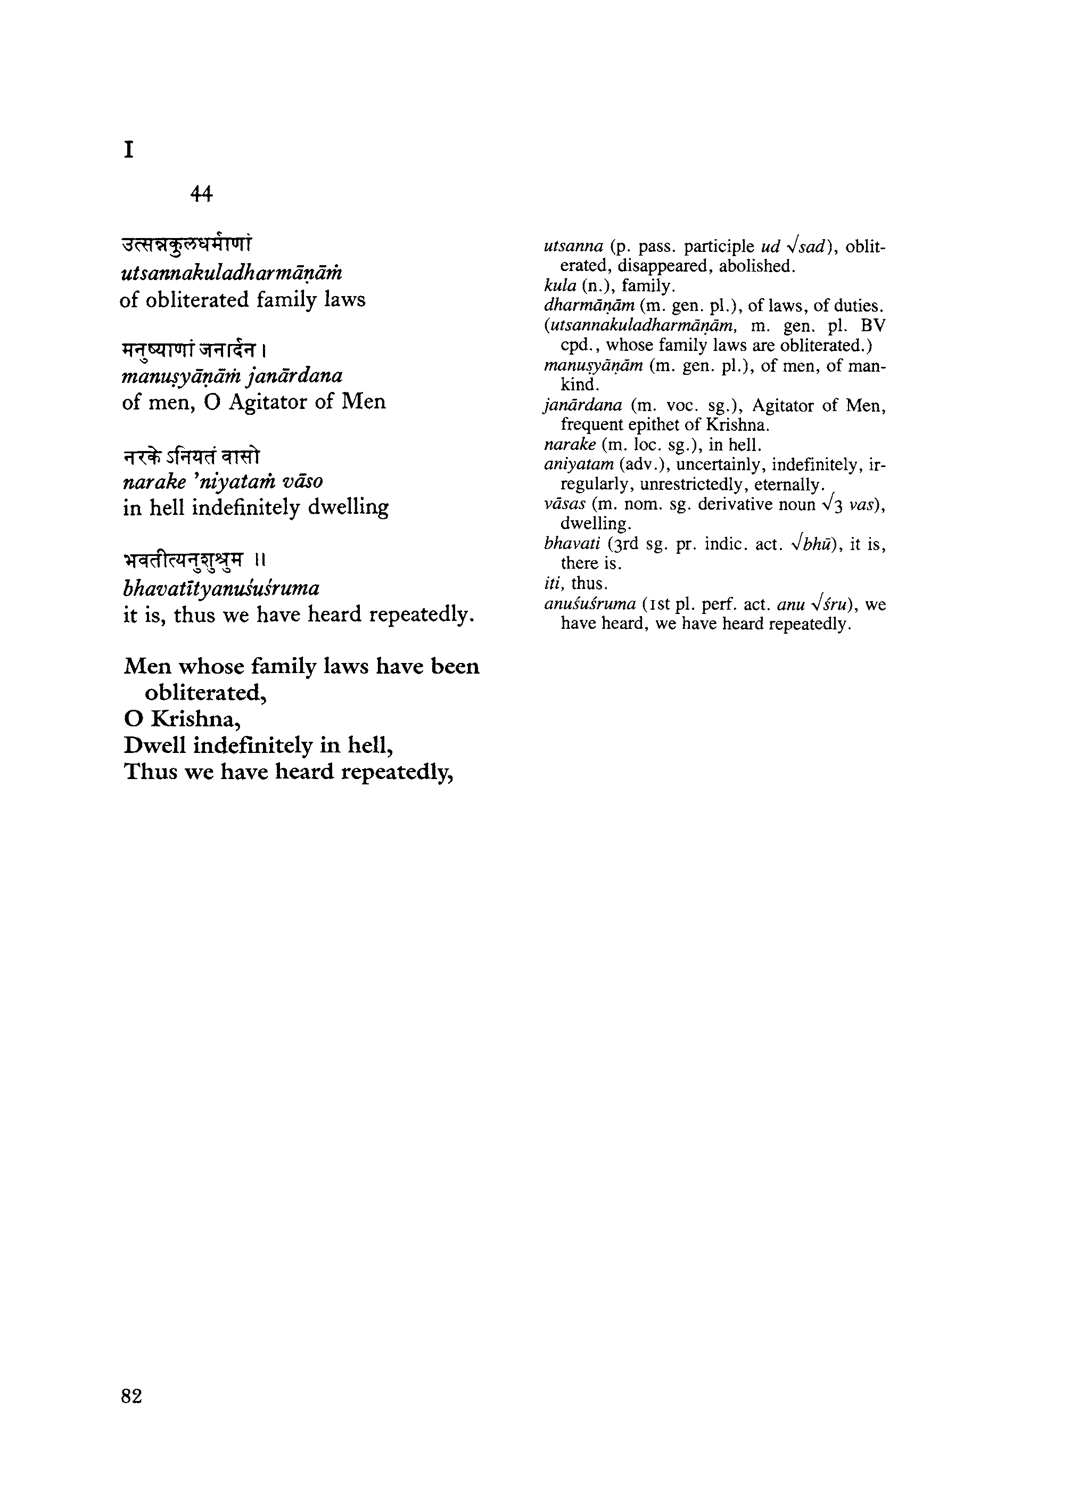 I
44
उत्सन्नकुलधर्माणां
utsannakuladharmāṇāṁ
of obliterated family laws
मनुष्याणां जनार्दन ।
manuṣyāṇāṁ janārdana
of men, O Agitator of Men
नरके ऽनियतं वासो
narake 'niyataṁ vāso
in hell indefinitely dwelling
भवतीत्यनुशुश्रुम ॥
bhavatītyanuśuśruma
it is, thus we have heard repeatedly.
Men whose family laws have been
obliterated,
O Krishna,
Dwell indefinitely in hell,
Thus we have heard repeatedly,
utsanna (p. pass. participle ud √sad), oblit-
erated, disappeared, abolished.
kula (n.), family.
dharmāṇām (m. gen. pl.), of laws, of duties.
(utsannakuladharmāṇām, m. gen. pl. BV
cpd., whose family laws are obliterated.)
manuṣyāṇām (m. gen. pl.), of men, of man-
kind.
janārdana (m. voc. sg.), Agitator of Men,
frequent epithet of Krishna.
narake (m. loc. sg.), in hell.
aniyatam (adv.), uncertainly, indefinitely, ir-
regularly, unrestrictedly, eternally.
vāsas (m. nom. sg. derivative noun √3 vas),
dwelling.
bhavati (3rd sg. pr. indic. act. √bhū), it is,
there is.
iti, thus.
anuśuśruma (1st pl. perf. act. anu √śru), we
have heard, we have heard repeatedly.
82